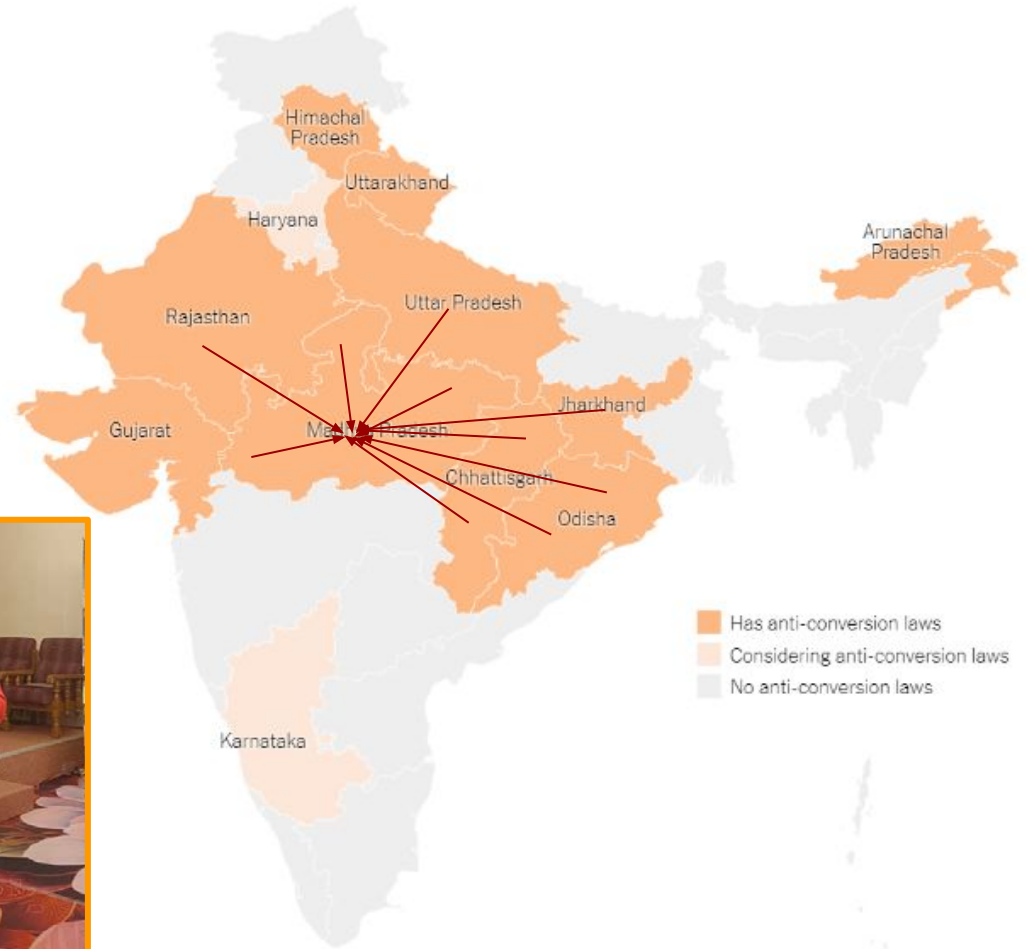 Himachal
Pradesh
Uttarakhand
Haryana
Arunachal
Pradesh
Uttar Pradesh
Rajasthan
Jharkhand
Gujarat
Madhya Pradesh
Chhattisgarh
Odisha
Has anti-conversion laws
Considering anti-conversion laws
No anti-conversion laws
Karnataka